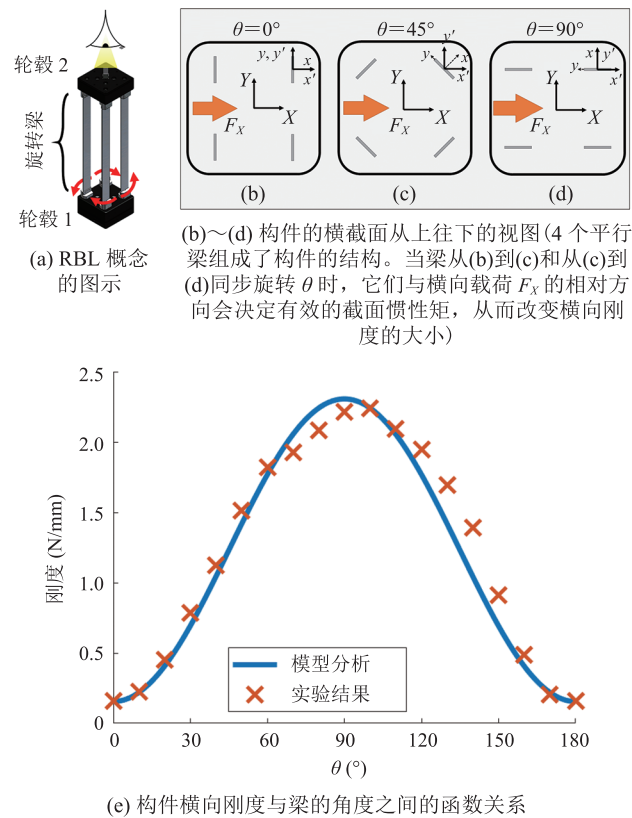 轮毂 2
旋转梁
轮毂 1
(a) RBL 概念
的图示
θ=0°
y, y′
x
x′
Y
X
F_X
(b)
θ=45°
y′
y
x
x′
Y
X
F_X
(c)
θ=90°
x
y′
y
x′
Y
X
F_X
(d)
(b)~(d) 构件的横截面从上往下的视图(4 个平行
梁组成了构件的结构。当梁从(b)到(c)和从(c)到
(d)同步旋转 θ 时，它们与横向载荷 F_X 的相对方
向会决定有效的截面惯性矩，从而改变横向刚
度的大小)
2.5
2.0
1.5
1.0
0.5
0
刚度 (N/mm)
模型分析
实验结果
0 30 60 90 120 150 180
θ (°)
(e) 构件横向刚度与梁的角度之间的函数关系